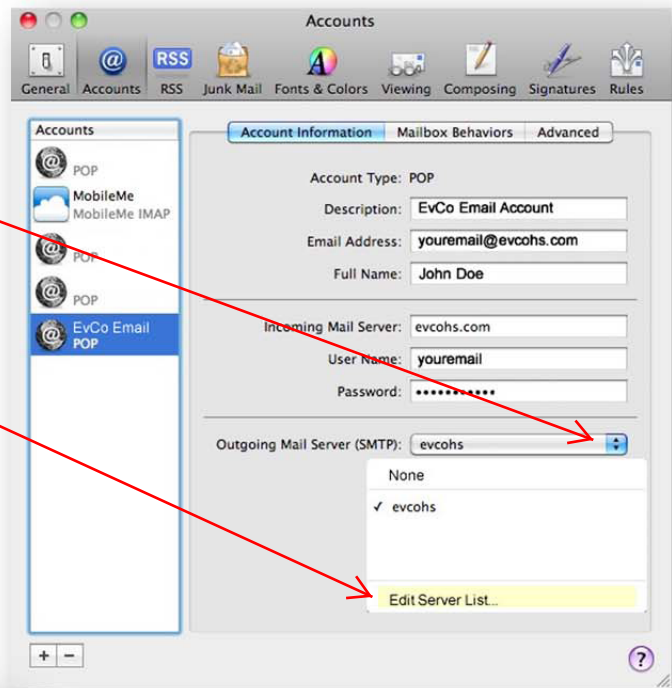 Accounts
General Accounts RSS Junk Mail Fonts & Colors Viewing Composing Signatures Rules
RSS
Accounts
POP
MobileMe
MobileMe IMAP
POP
POP
EvCo Email
POP
Account Information Mailbox Behaviors Advanced
Account Type: POP
Description: EvCo Email Account
Email Address: youremail@evcohs.com
Full Name: John Doe
Incoming Mail Server: evcohs.com
User Name: youremail
Password: •••••••••••
Outgoing Mail Server (SMTP): evcohs
None
✓ evcohs
Edit Server List...
+ − ?